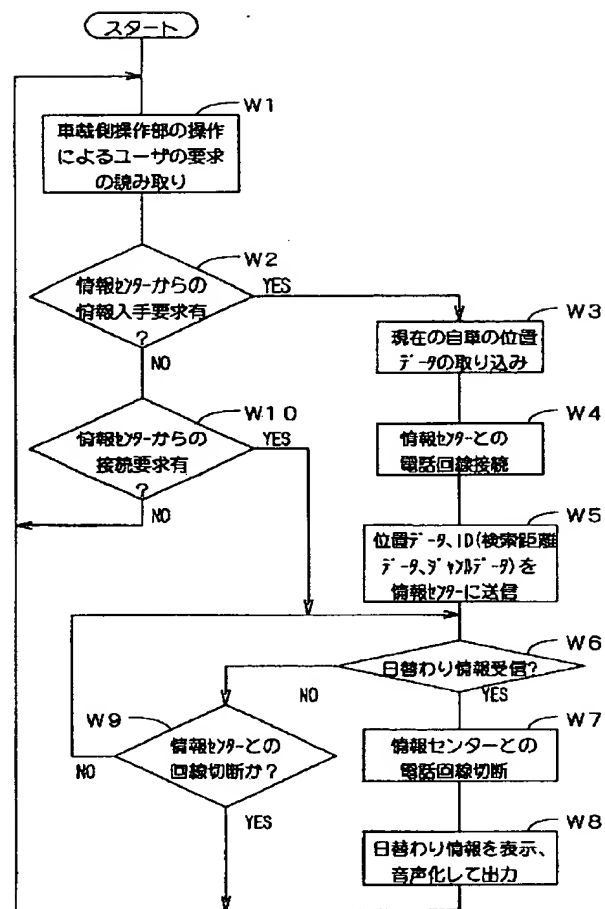 スタート
W1
車載側操作部の操作
によるユーザの要求
の読み取り
W2
情報ｾﾝﾀｰからの
情報入手要求有
?
YES
NO
W3
現在の自車の位置
ﾃﾞｰﾀの取り込み
W10
情報ｾﾝﾀｰからの
接続要求有
?
YES
NO
W4
情報ｾﾝﾀｰとの
電話回線接続
W5
位置ﾃﾞｰﾀ、ID(検索距離
ﾃﾞｰﾀ、ｼﾞｬﾝﾙﾃﾞｰﾀ)を
情報ｾﾝﾀｰに送信
W6
日替わり情報受信?
NO
YES
W9
情報ｾﾝﾀｰとの
回線切断か?
NO
YES
W7
情報センターとの
電話回線切断
W8
日替わり情報を表示、
音声化して出力